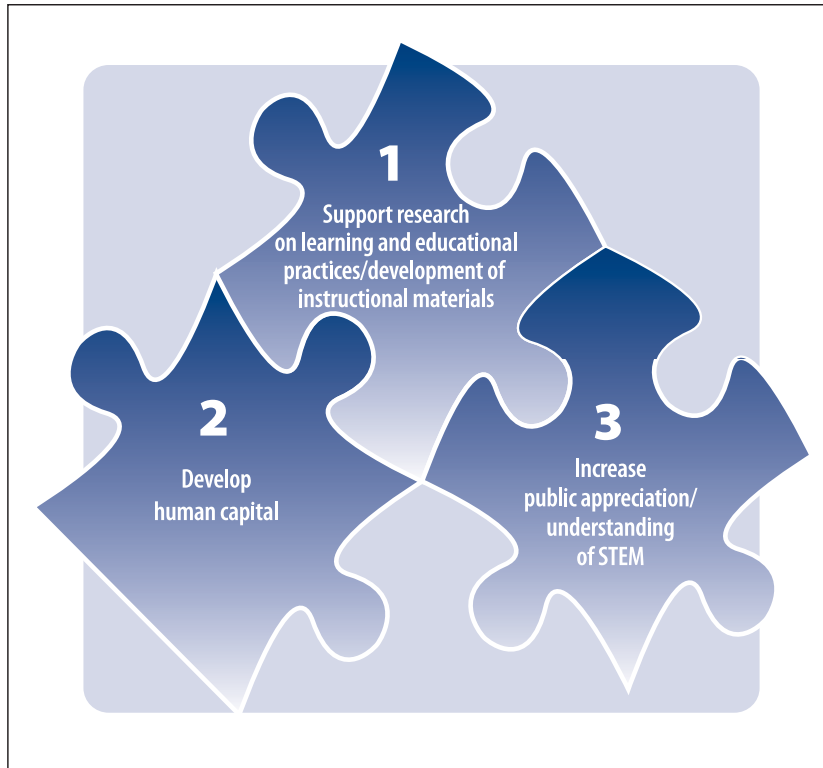 1
Support research
on learning and educational
practices/development of
instructional materials
2
Develop
human capital
3
Increase
public appreciation/
understanding
of STEM